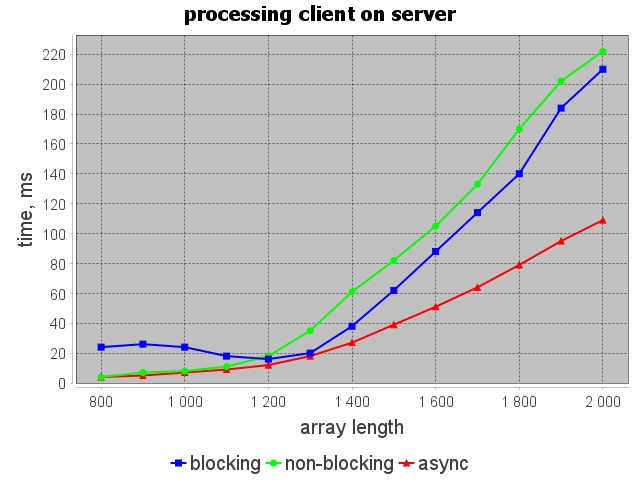 processing client on server
time, ms
220
200
180
160
140
120
100
80
60
40
20
0
800 1 000 1 200 1 400 1 600 1 800 2 000
array length
blocking non-blocking async